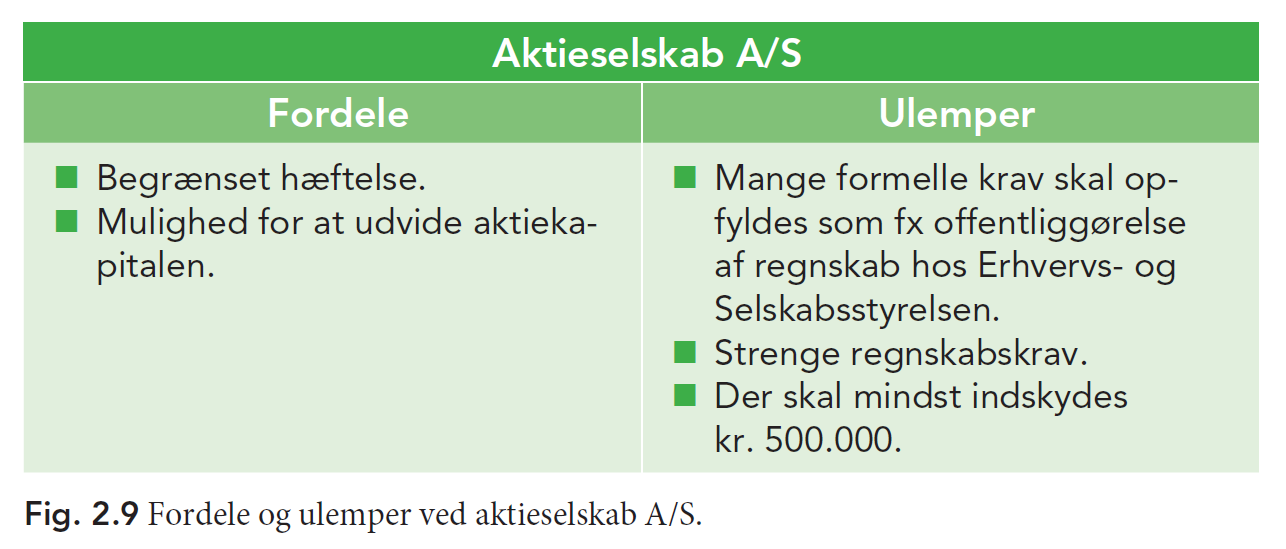 Aktieselskab A/S
Fordele
Ulemper
■ Begrænset hæftelse.
■ Mulighed for at udvide aktieka-
pitalen.
■ Mange formelle krav skal op-
fyldes som fx offentliggørelse
af regnskab hos Erhvervs- og
Selskabsstyrelsen.
■ Strenge regnskabskrav.
■ Der skal mindst indskydes
kr. 500.000.
Fig. 2.9 Fordele og ulemper ved aktieselskab A/S.